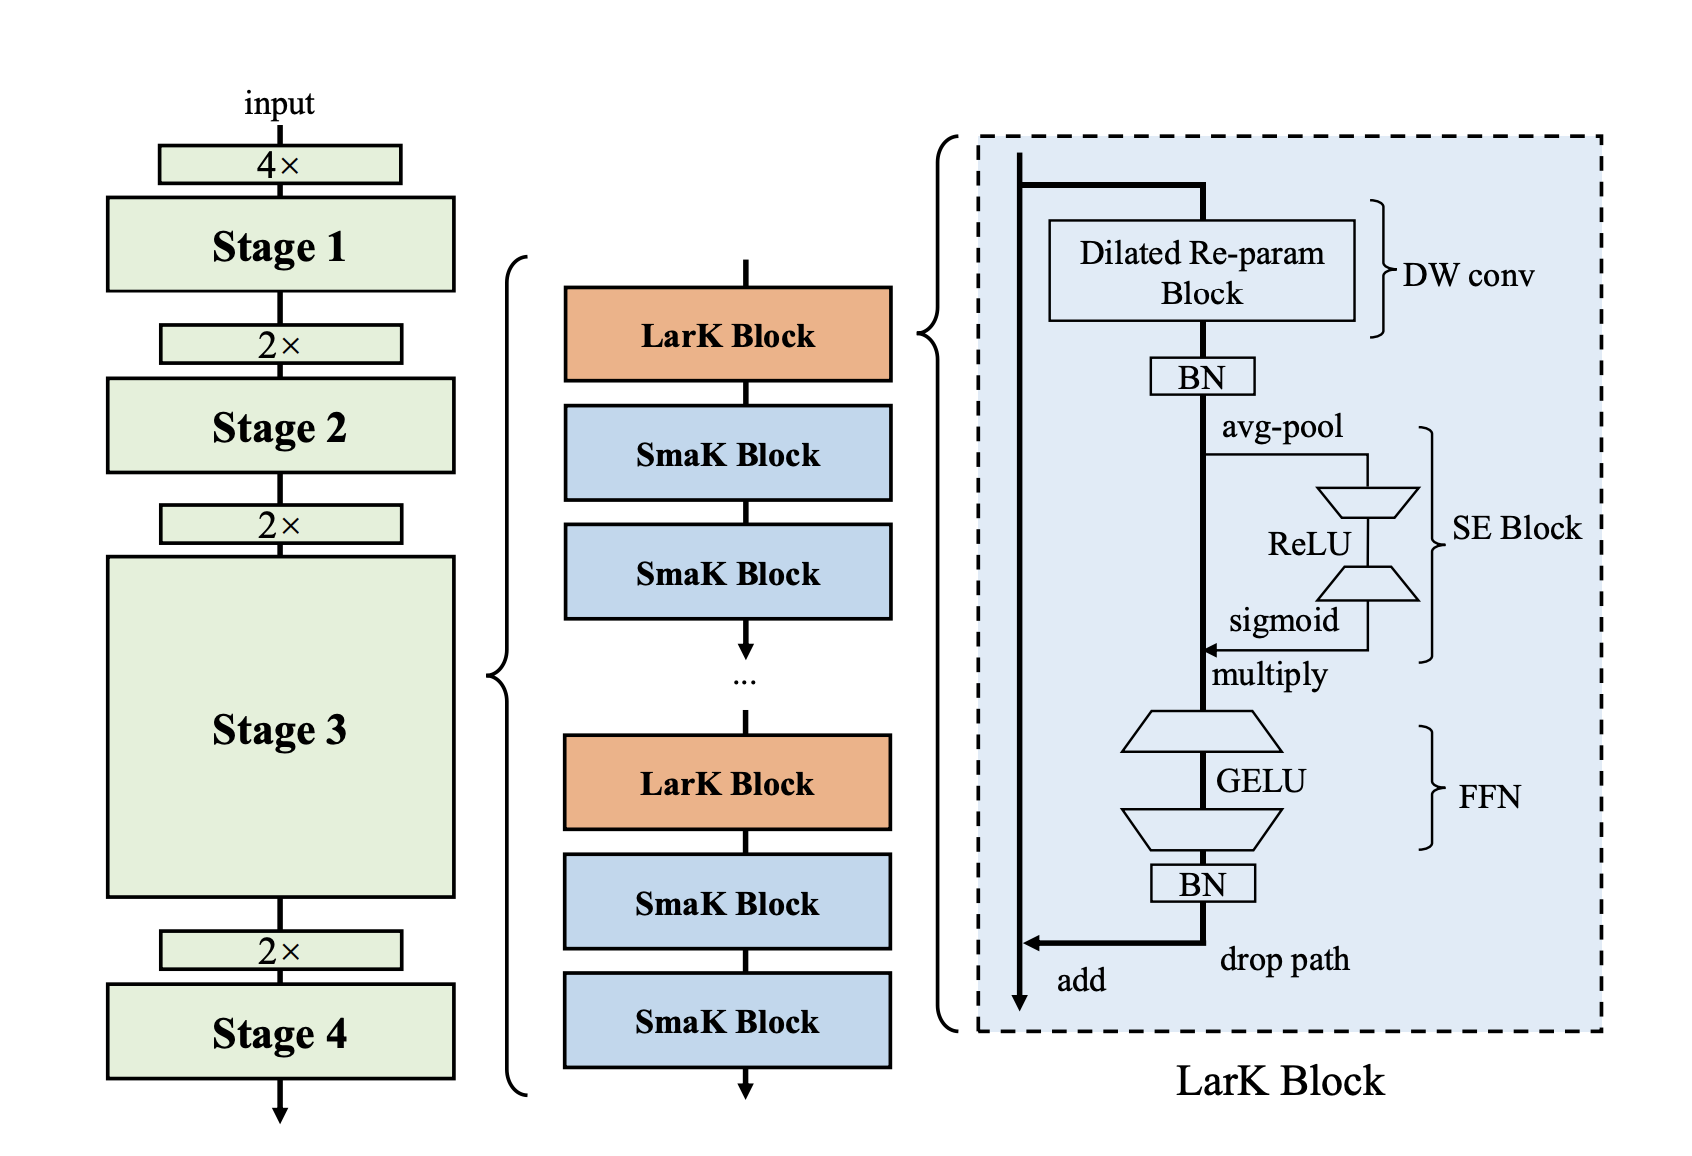 input
4×
Stage 1
2×
Stage 2
2×
Stage 3
2×
Stage 4
LarK Block
SmaK Block
SmaK Block
...
LarK Block
SmaK Block
SmaK Block
Dilated Re-param
Block
DW conv
BN
avg-pool
ReLU
SE Block
sigmoid
multiply
GELU
FFN
BN
drop path
add
LarK Block